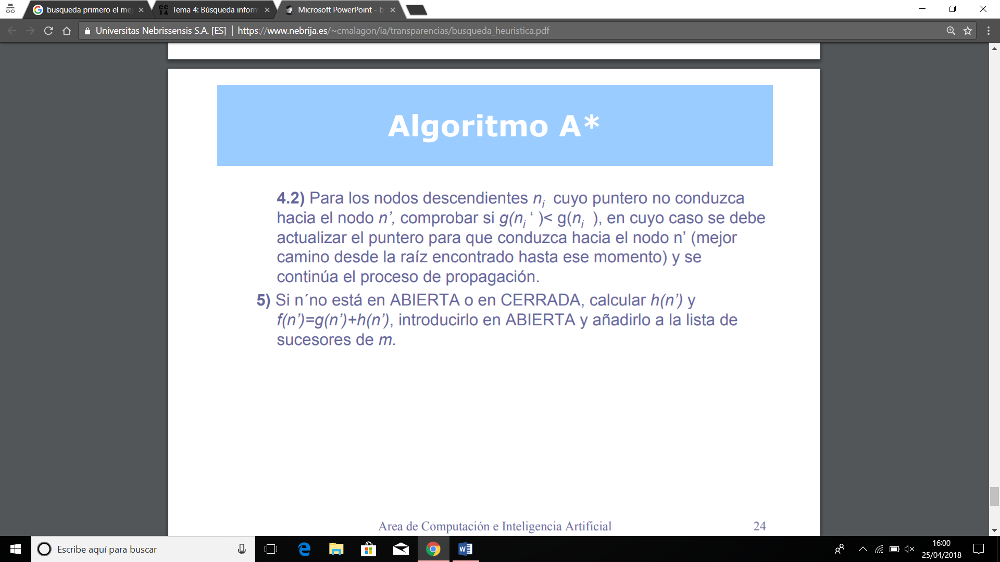 busqueda primero el me
Tema 4: Búsqueda inform
Microsoft PowerPoint - b
Universitas Nebrissensis S.A. [ES] | https://www.nebrija.es/~cmalagon/ia/transparencias/busqueda_heuristica.pdf
Algoritmo A*
4.2) Para los nodos descendientes ni cuyo puntero no conduzca
hacia el nodo n’, comprobar si g(ni ‘ )< g(ni ), en cuyo caso se debe
actualizar el puntero para que conduzca hacia el nodo n’ (mejor
camino desde la raíz encontrado hasta ese momento) y se
continúa el proceso de propagación.
5) Si n´no está en ABIERTA o en CERRADA, calcular h(n’) y
f(n’)=g(n’)+h(n’), introducirlo en ABIERTA y añadirlo a la lista de
sucesores de m.
Area de Computación e Inteligencia Artificial
24
Escribe aquí para buscar
16:00
25/04/2018